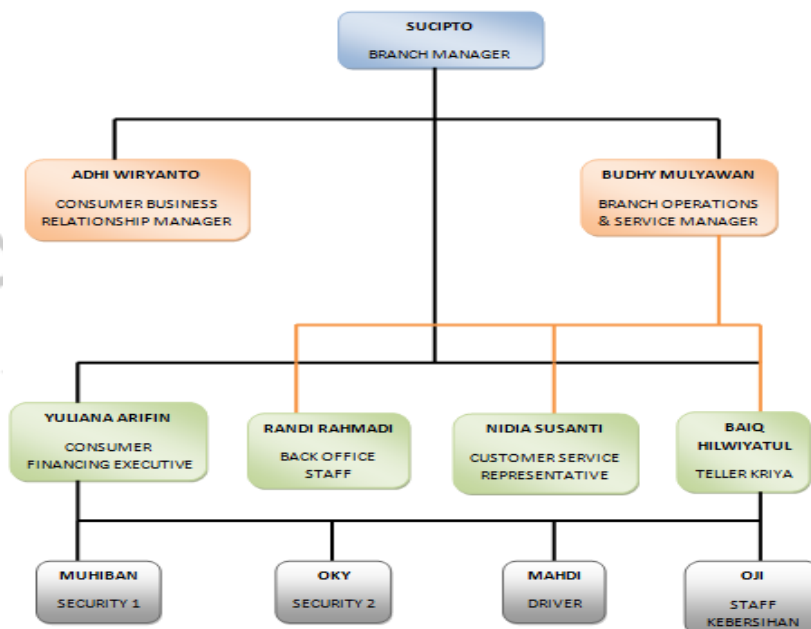 SUCIPTO
BRANCH MANAGER
ADHI WIRYANTO
CONSUMER BUSINESS
RELATIONSHIP MANAGER
BUDHY MULYAWAN
BRANCH OPERATIONS
& SERVICE MANAGER
YULIANA ARIFIN
CONSUMER
FINANCING EXECUTIVE
RANDI RAHMADI
BACK OFFICE
STAFF
NIDIA SUSANTI
CUSTOMER SERVICE
REPRESENTATIVE
BAIQ
HILWIYATUL
TELLER KRIYA
MUHIBAN
SECURITY 1
OKY
SECURITY 2
MAHDI
DRIVER
OJI
STAFF
KEBERSIHAN